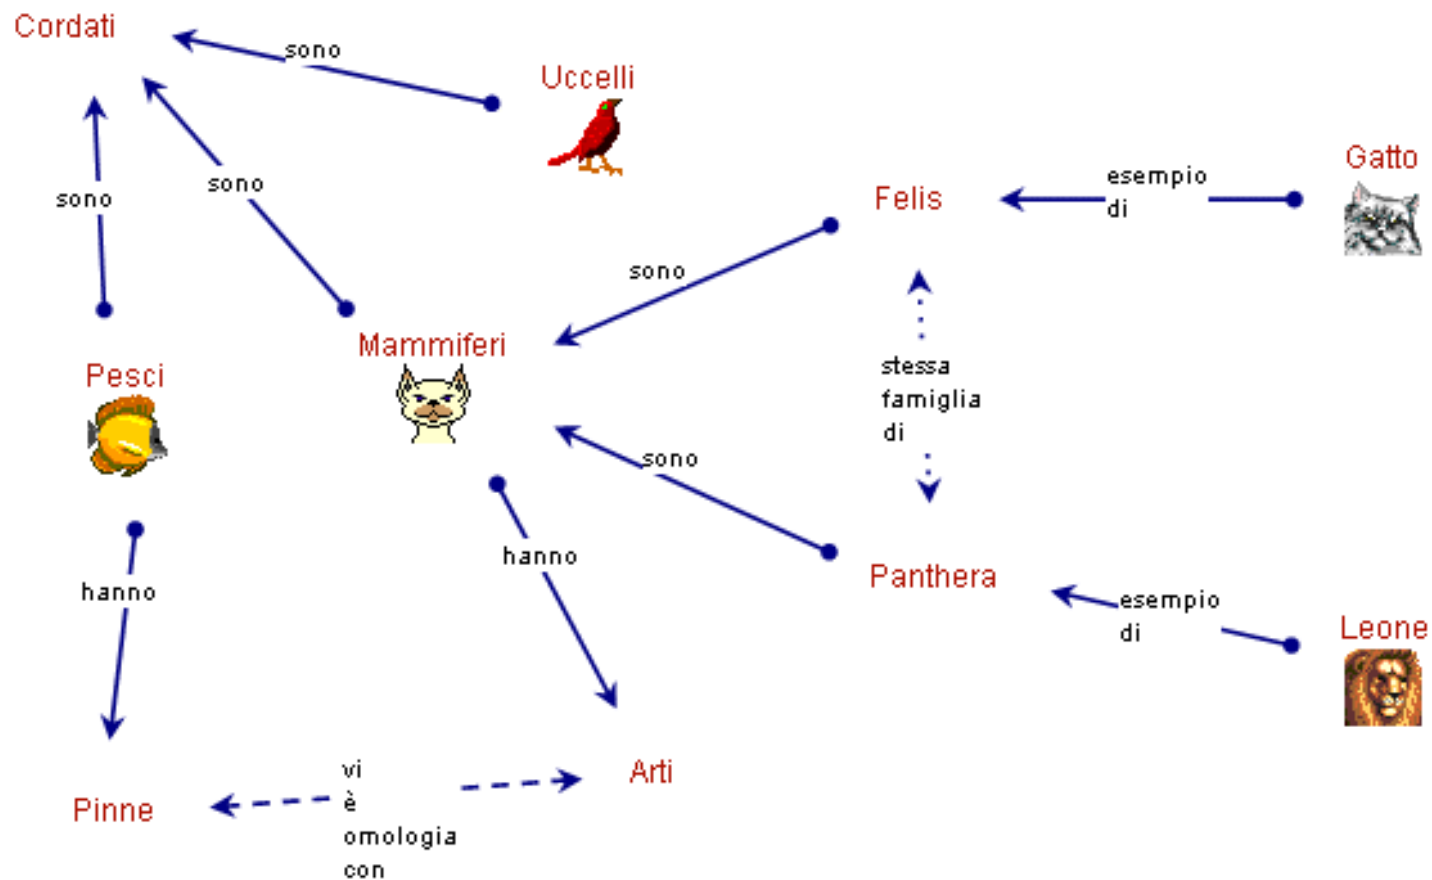 Cordati
sono
Uccelli
Gatto
esempio
di
Felis
sono
sono
sono
Mammiferi
Pesci
stessa
famiglia
di
sono
hanno
Panthera
hanno
esempio
di
Leone
vi
è
omologia
con
Arti
Pinne